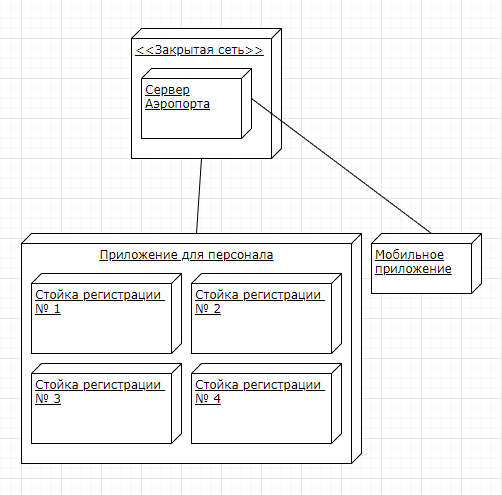 <<Закрытая сеть>>
Сервер
Аэропорта
Приложение для персонала
Мобильное
приложение
Стойка регистрации
№ 1
Стойка регистрации
№ 2
Стойка регистрации
№ 3
Стойка регистрации
№ 4